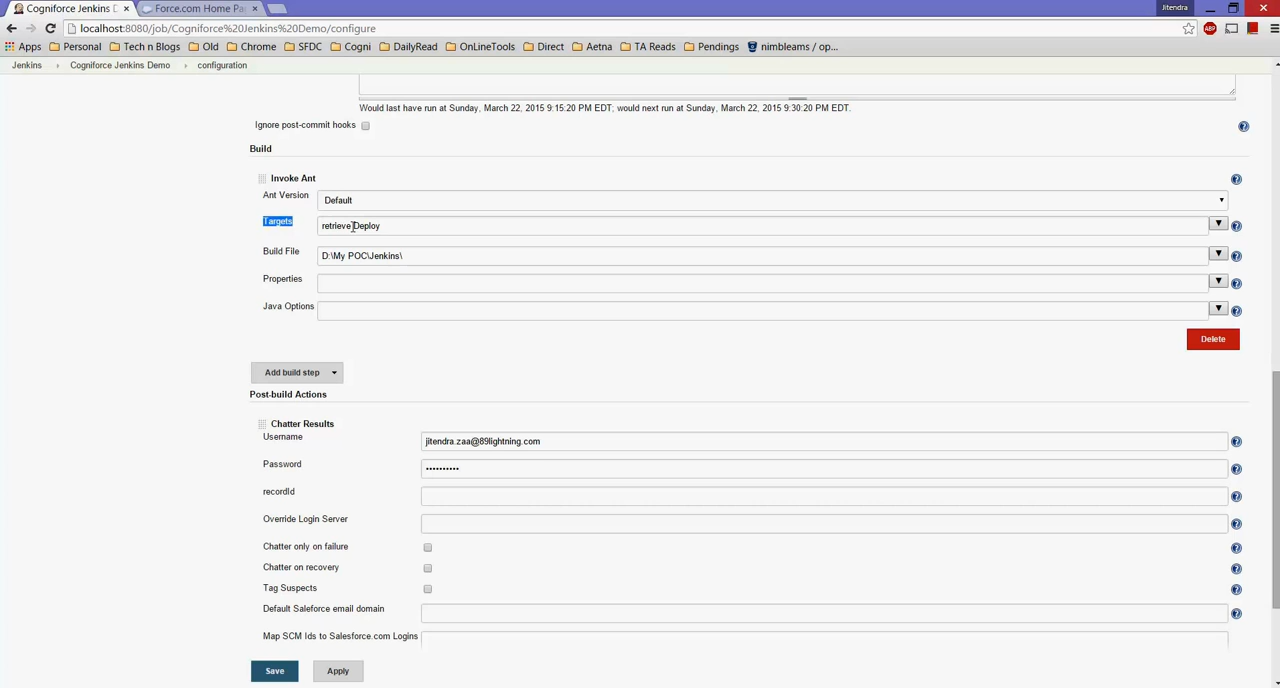 Cogniforce Jenkins D × Force.com Home Pa × Jitendra
localhost:8080/job/Cogniforce%20Jenkins%20Demo/configure
Apps Personal Tech n Blogs Old Chrome SFDC Cogni DailyRead OnLineTools Direct Aetna TA Reads Pendings nimbleams / op...
Jenkins Cogniforce Jenkins Demo configuration
Would last have run at Sunday, March 22, 2015 9:15:20 PM EDT; would next run at Sunday, March 22, 2015 9:30:20 PM EDT.
Ignore post-commit hooks
Build
Invoke Ant
Ant Version Default
Targets retrieve Deploy
Build File D:\My POC\Jenkins\
Properties
Java Options
Delete
Add build step
Post-build Actions
Chatter Results
Username jitendra.zaa@89lightning.com
Password ••••••••••
recordId
Override Login Server
Chatter only on failure
Chatter on recovery
Tag Suspects
Default Saleforce email domain
Map SCM Ids to Salesforce.com Logins
Save Apply